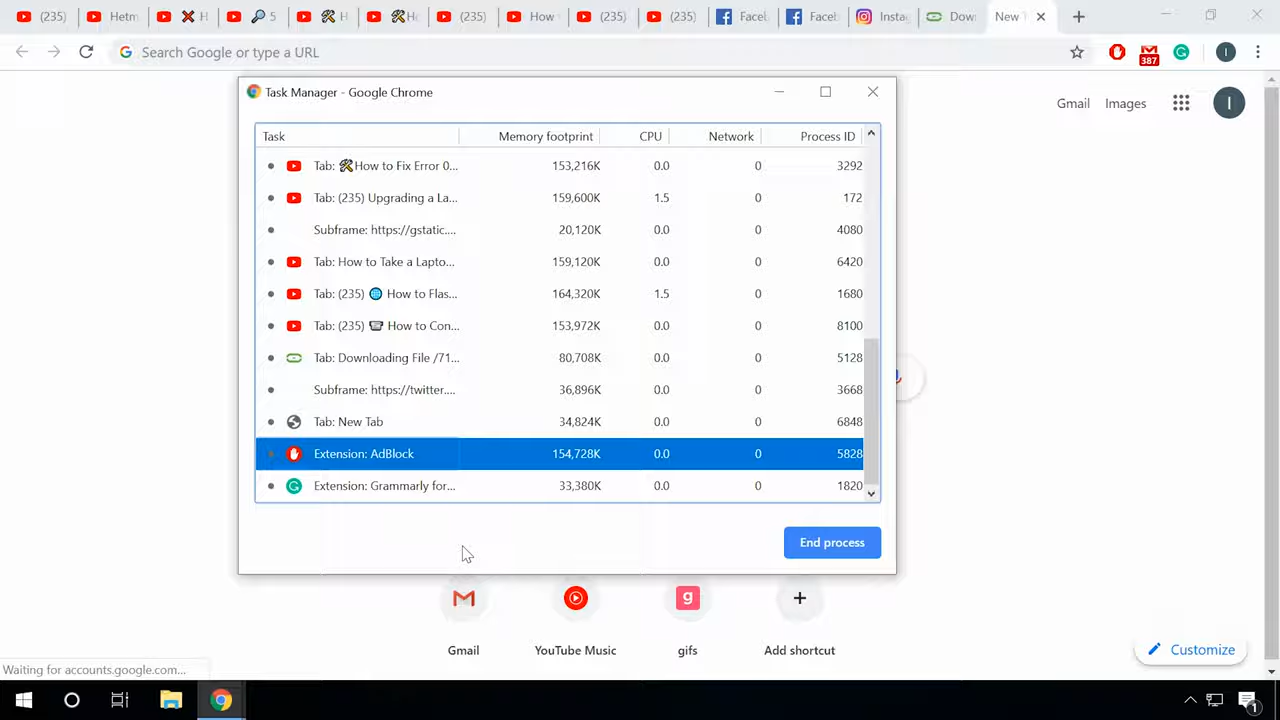 (235)
Hetm
H
5
H
H
(235)
How
(235)
(235)
Facel
Facel
Insta
Down
New T
Search Google or type a URL
387
I
Task Manager - Google Chrome
Gmail Images I
Task Memory footprint CPU Network Process ID
Tab: 🛠How to Fix Error 0... 153,216K 0.0 0 3292
Tab: (235) Upgrading a La... 159,600K 1.5 0 172
Subframe: https://gstatic.... 20,120K 0.0 0 4080
Tab: How to Take a Lapto... 159,120K 0.0 0 6420
Tab: (235) 🌐 How to Flas... 164,320K 1.5 0 1680
Tab: (235) How to Con... 153,972K 0.0 0 8100
Tab: Downloading File /71... 80,708K 0.0 0 5128
Subframe: https://twitter.... 36,896K 0.0 0 3668
Tab: New Tab 34,824K 0.0 0 6848
Extension: AdBlock 154,728K 0.0 0 5828
Extension: Grammarly for... 33,380K 0.0 0 1820
End process
g
Gmail YouTube Music gifs Add shortcut
Customize
Waiting for accounts.google.com...
1